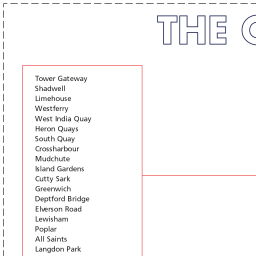 THE
Tower Gateway
Shadwell
Limehouse
Westferry
West India Quay
Heron Quays
South Quay
Crossharbour
Mudchute
Island Gardens
Cutty Sark
Greenwich
Deptford Bridge
Elverson Road
Lewisham
Poplar
All Saints
Langdon Park